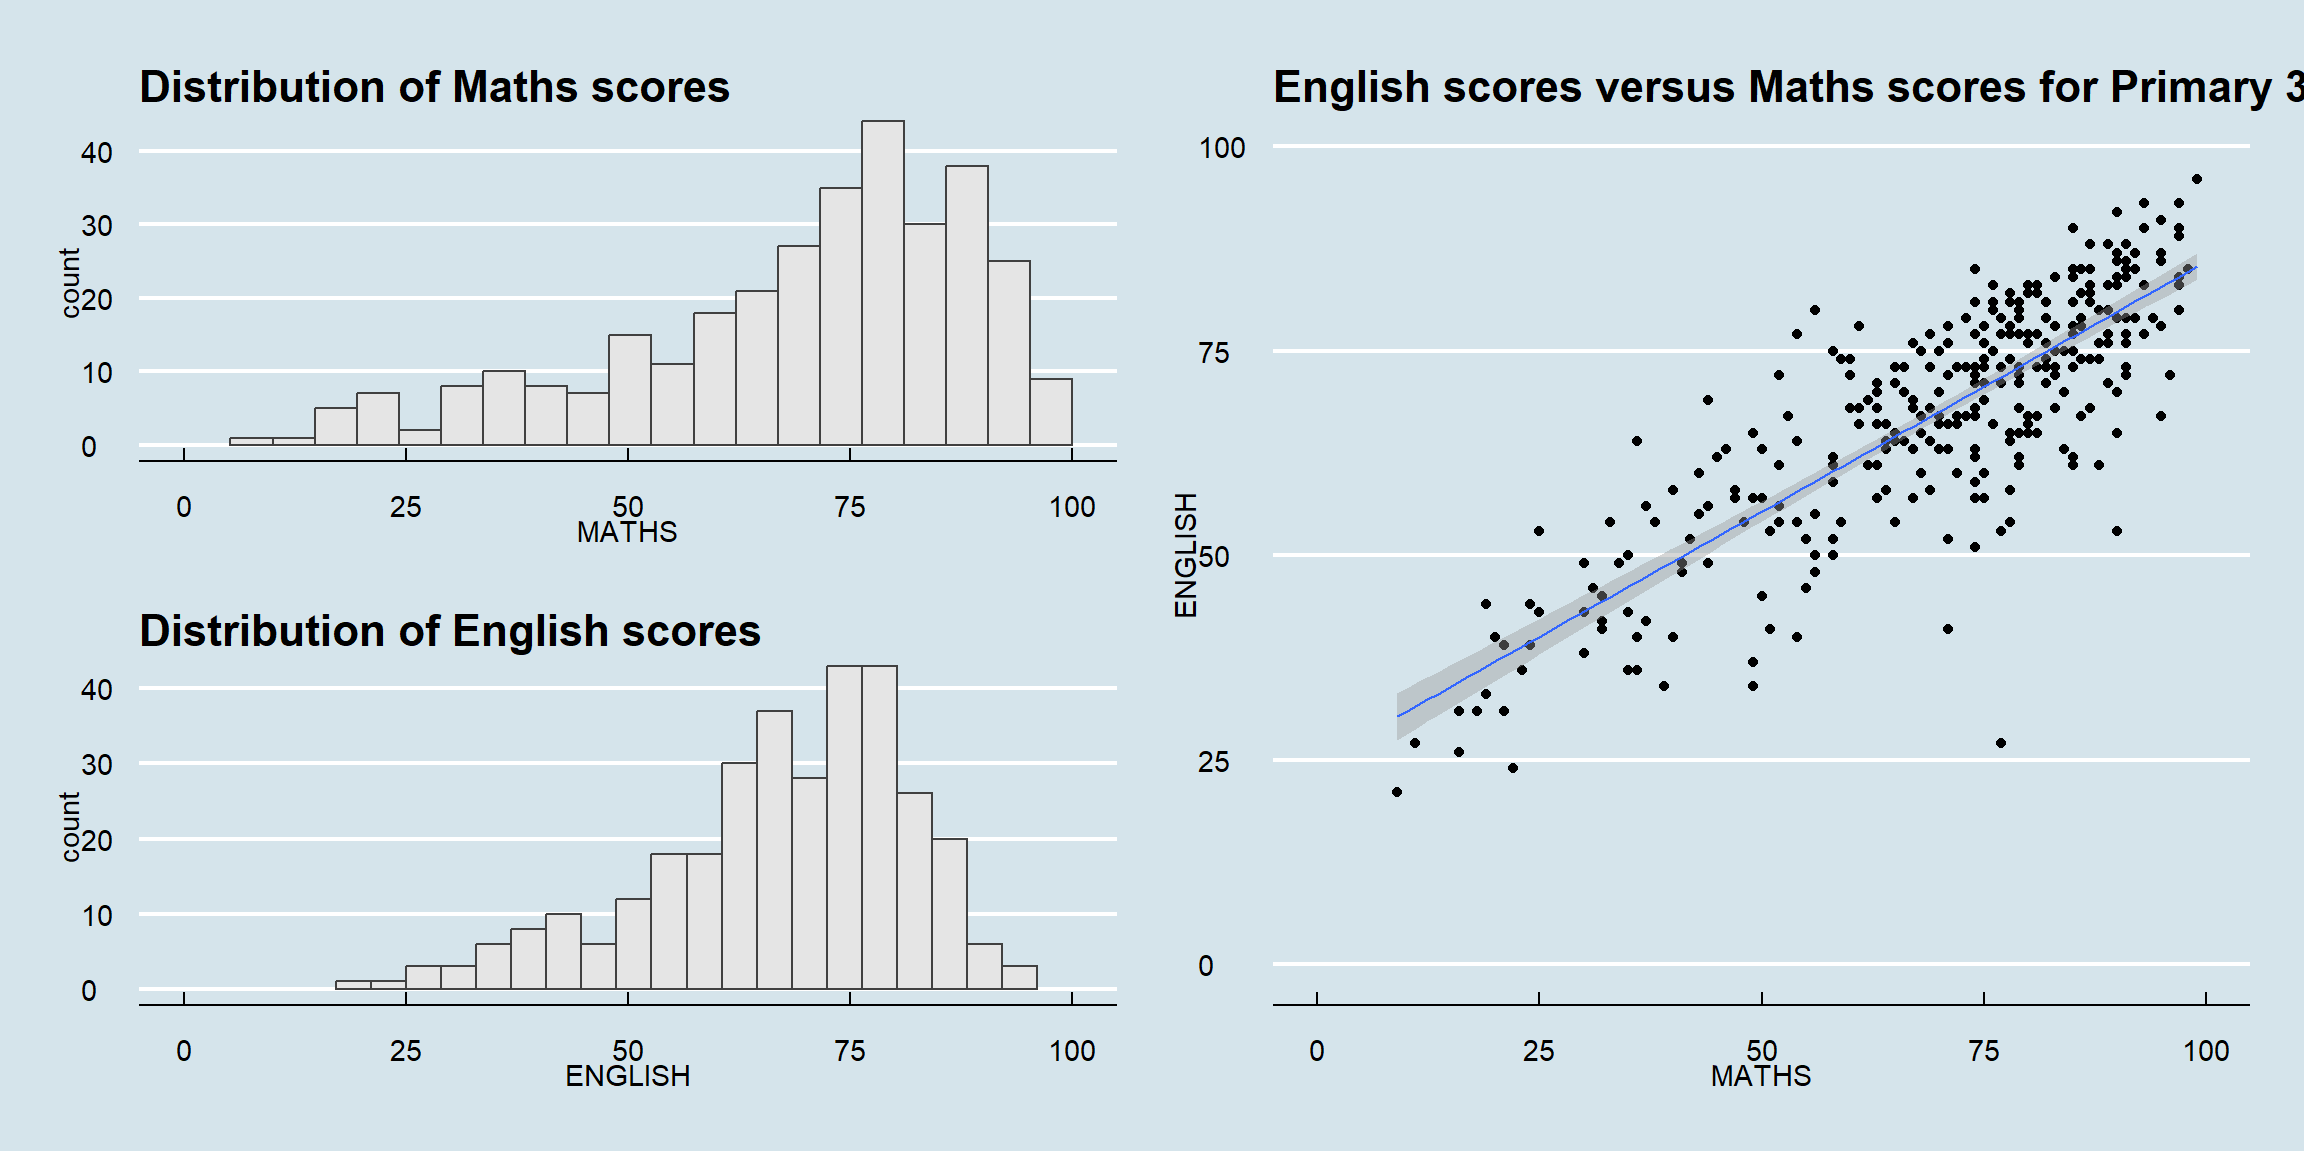 Distribution of Maths scores
40
30
20
10
0
count
0 25 50 75 100
MATHS
Distribution of English scores
40
30
20
10
0
count
0 25 50 75 100
ENGLISH
English scores versus Maths scores for Primary 3
100
75
50
25
0
ENGLISH
0 25 50 75 100
MATHS